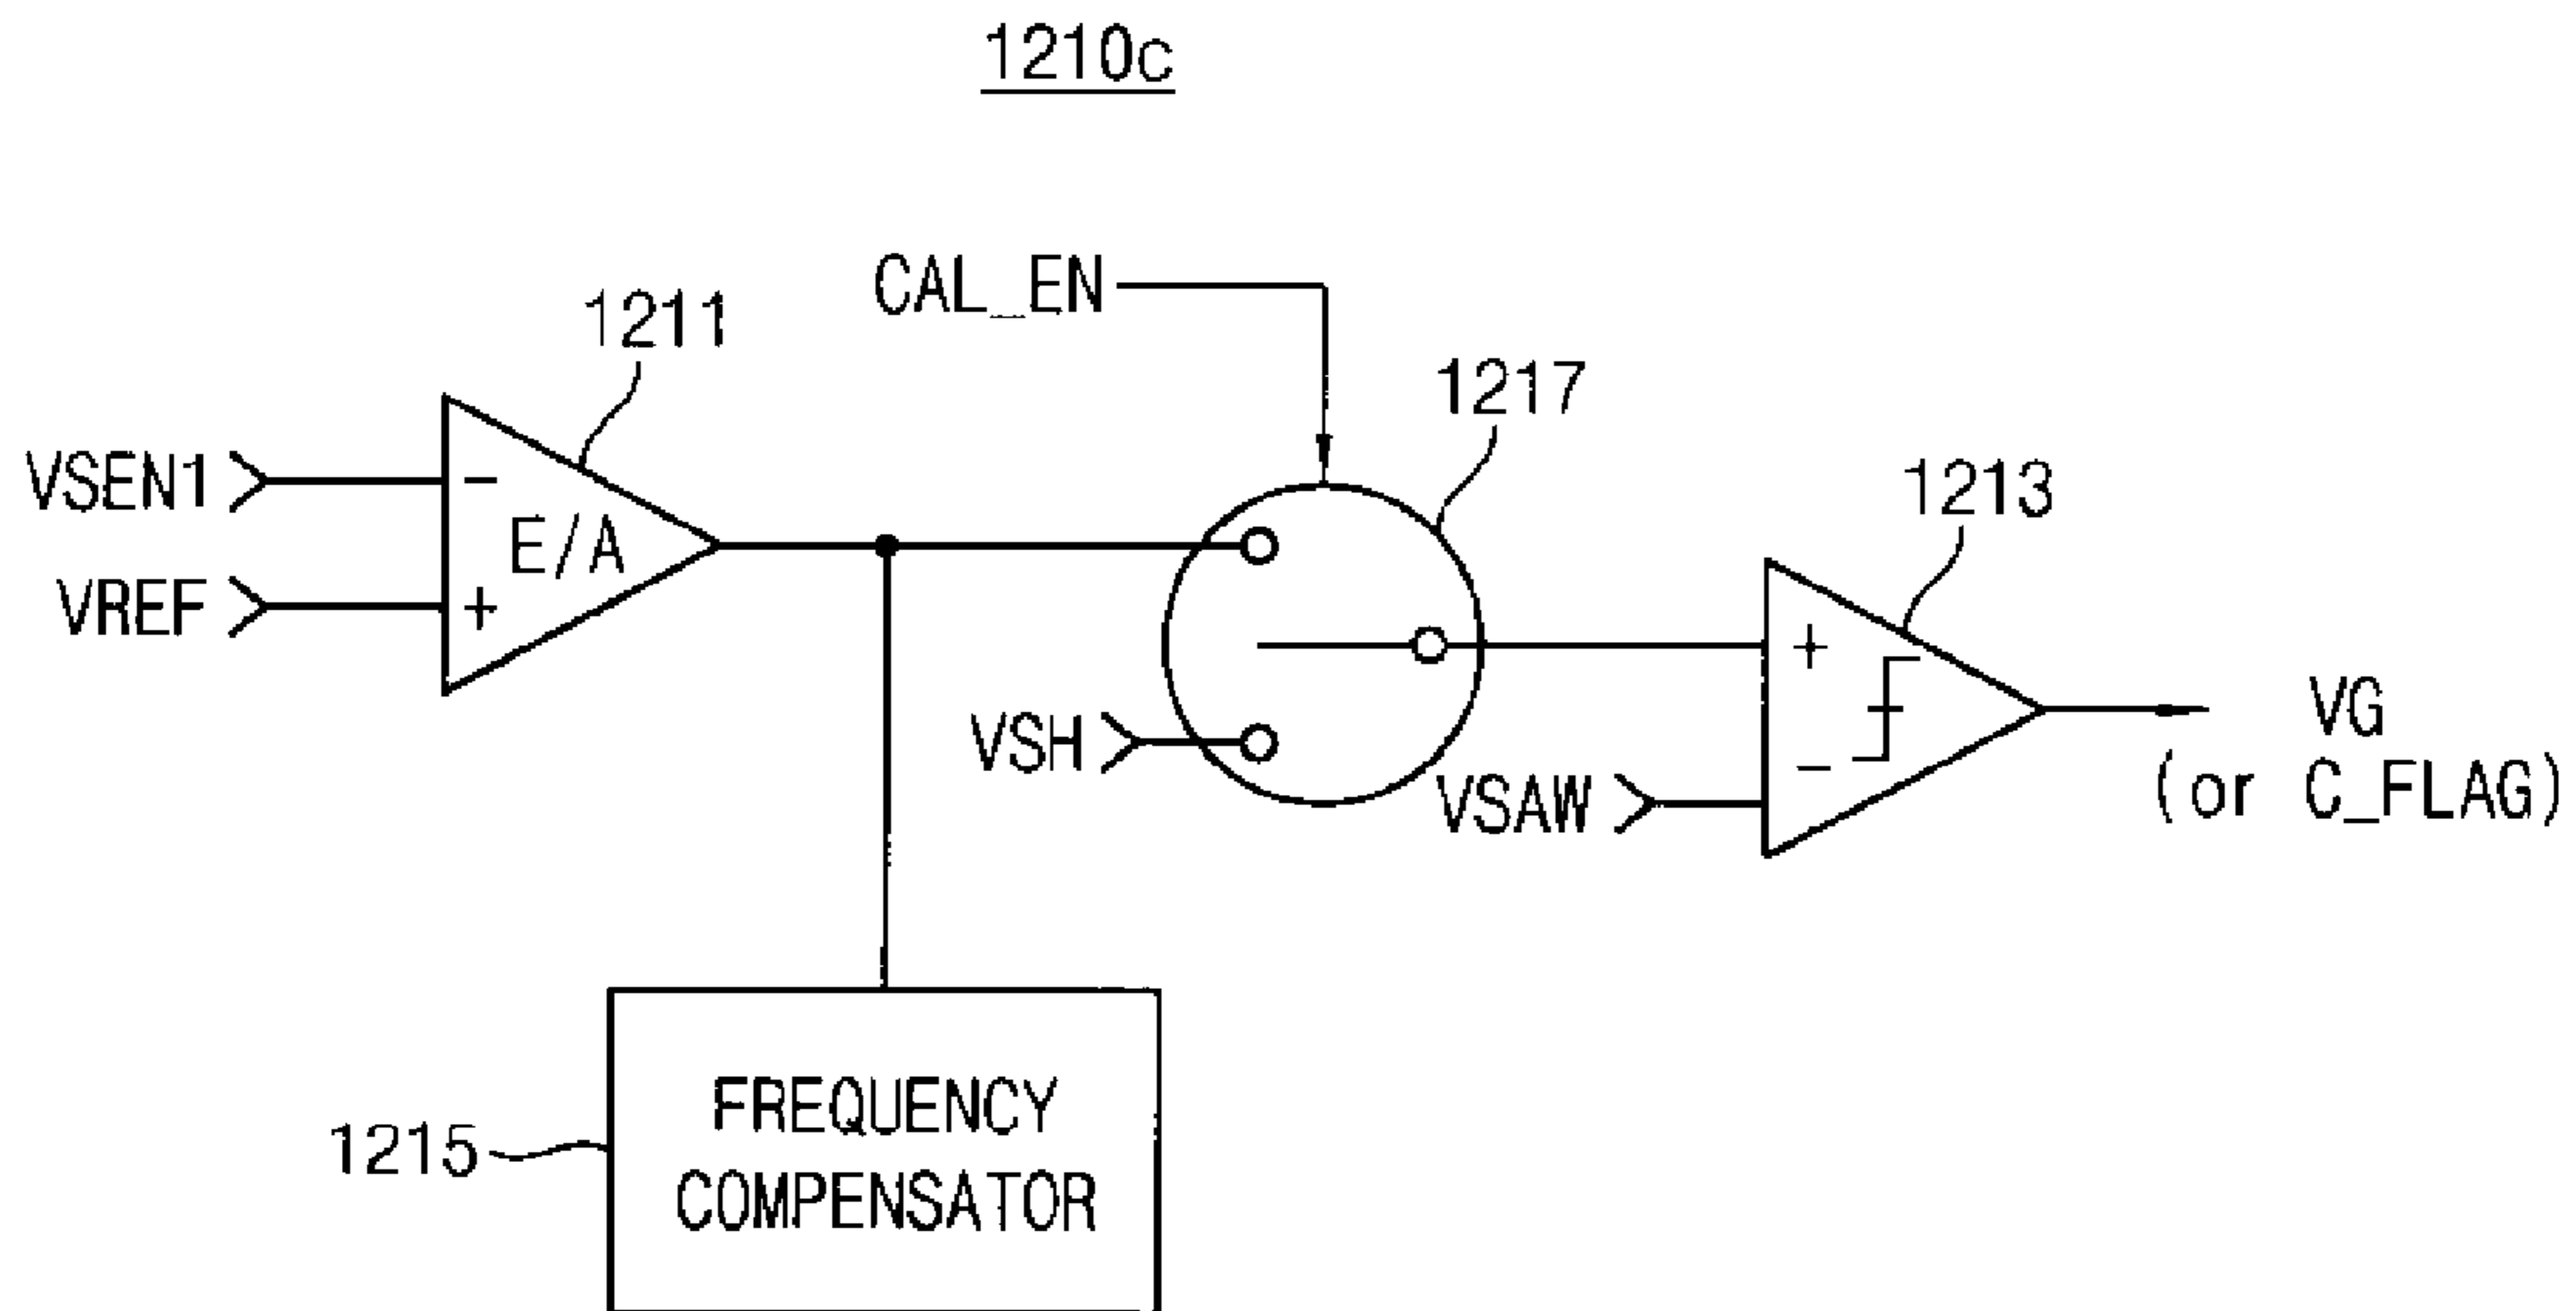 1210c
CAL_EN
1211
1217
VSEN1
-
E/A
1213
VREF
+
+
VSH
-
VSAW
VG
(or C_FLAG)
FREQUENCY
COMPENSATOR
1215